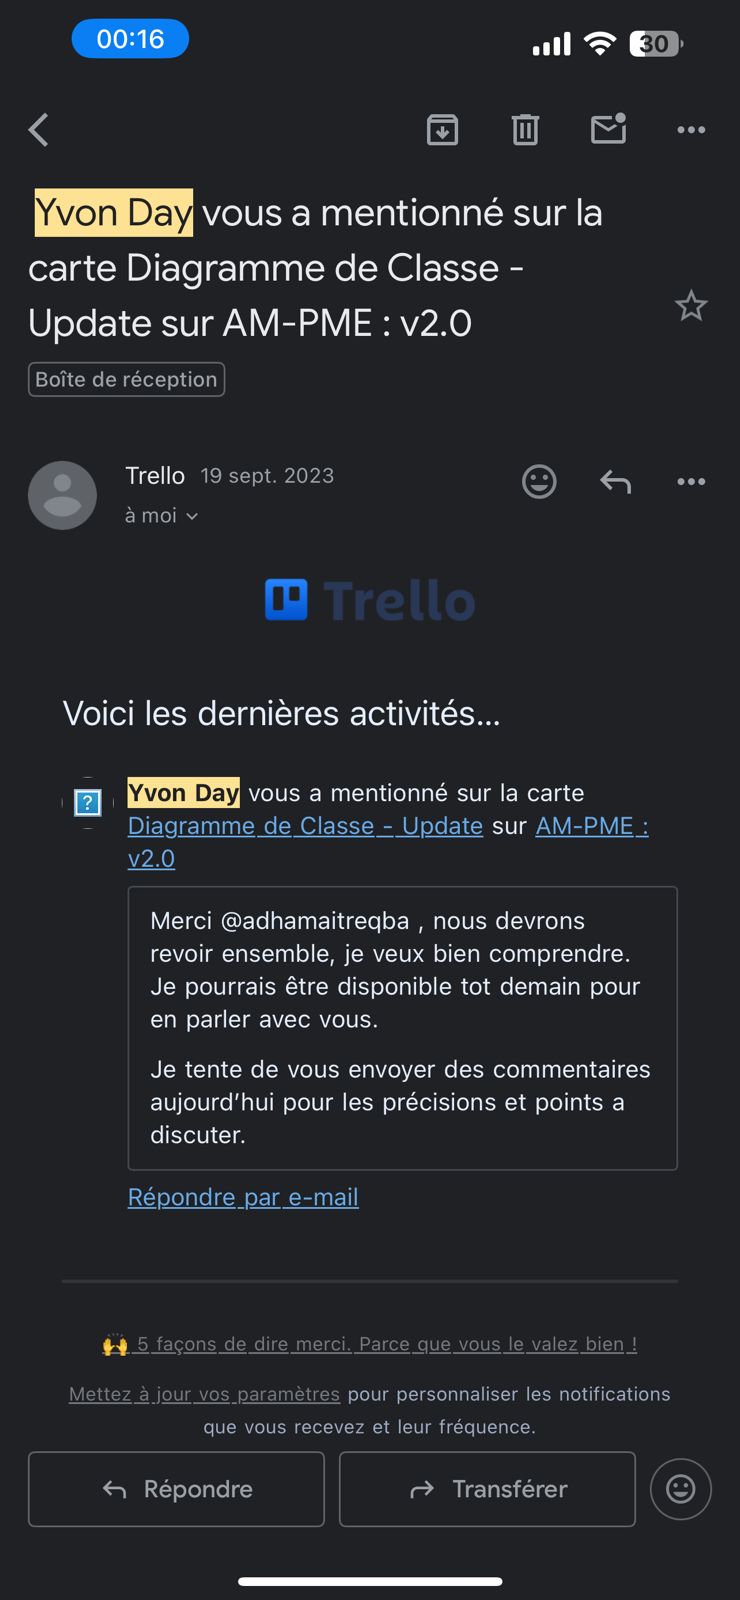 00:16
30
Yvon Day vous a mentionné sur la
carte Diagramme de Classe -
Update sur AM-PME : v2.0
Boîte de réception
Trello 19 sept. 2023
à moi
Trello
Voici les dernières activités...
?
Yvon Day vous a mentionné sur la carte
Diagramme de Classe - Update sur AM-PME :
v2.0
Merci @adhamaitreqba , nous devrons
revoir ensemble, je veux bien comprendre.
Je pourrais être disponible tot demain pour
en parler avec vous.
Je tente de vous envoyer des commentaires
aujourd’hui pour les précisions et points a
discuter.
Répondre par e-mail
🙌 5 façons de dire merci. Parce que vous le valez bien !
Mettez à jour vos paramètres pour personnaliser les notifications
que vous recevez et leur fréquence.
Répondre
Transférer